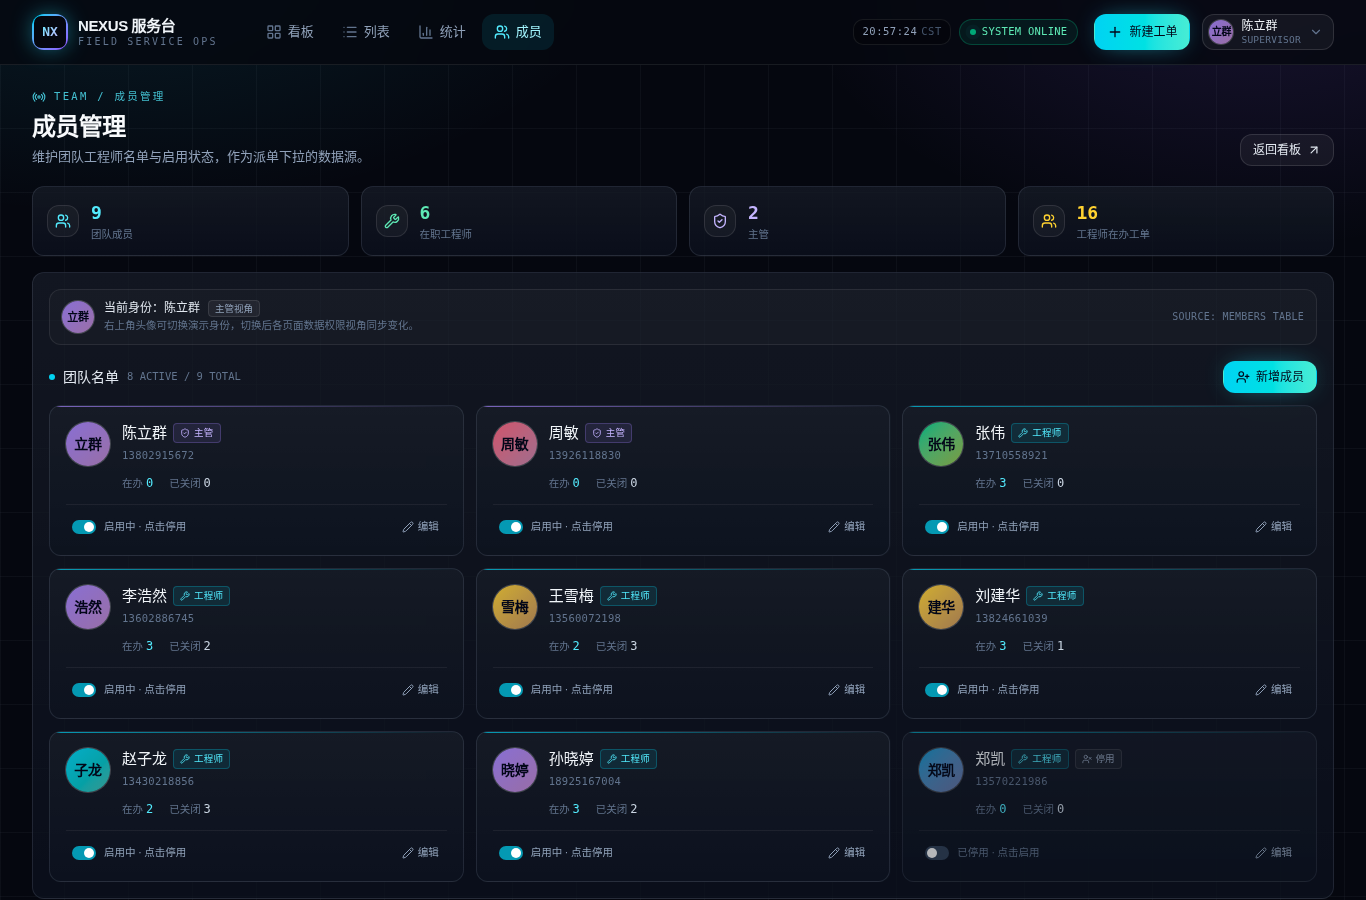 NX
NEXUS 服务台
FIELD SERVICE OPS
看板
列表
统计
成员
20:57:24 CST
SYSTEM ONLINE
新建工单
立群
陈立群
SUPERVISOR
TEAM / 成员管理
成员管理
维护团队工程师名单与启用状态，作为派单下拉的数据源。
返回看板
9
团队成员
6
在职工程师
2
主管
16
工程师在办工单
立群
当前身份：陈立群 主管视角
右上角头像可切换演示身份，切换后各页面数据权限视角同步变化。
SOURCE: MEMBERS TABLE
团队名单 8 ACTIVE / 9 TOTAL
新增成员
立群
陈立群 主管
13802915672
在办 0 已关闭 0
启用中 · 点击停用
编辑
周敏
周敏 主管
13926118830
在办 0 已关闭 0
启用中 · 点击停用
编辑
张伟
张伟 工程师
13710558921
在办 3 已关闭 0
启用中 · 点击停用
编辑
浩然
李浩然 工程师
13602886745
在办 3 已关闭 2
启用中 · 点击停用
编辑
雪梅
王雪梅 工程师
13560072198
在办 2 已关闭 3
启用中 · 点击停用
编辑
建华
刘建华 工程师
13824661039
在办 3 已关闭 1
启用中 · 点击停用
编辑
子龙
赵子龙 工程师
13430218856
在办 2 已关闭 3
启用中 · 点击停用
编辑
晓婷
孙晓婷 工程师
18925167004
在办 3 已关闭 2
启用中 · 点击停用
编辑
郑凯
郑凯 工程师 停用
13570221986
在办 0 已关闭 0
已停用 · 点击启用
编辑